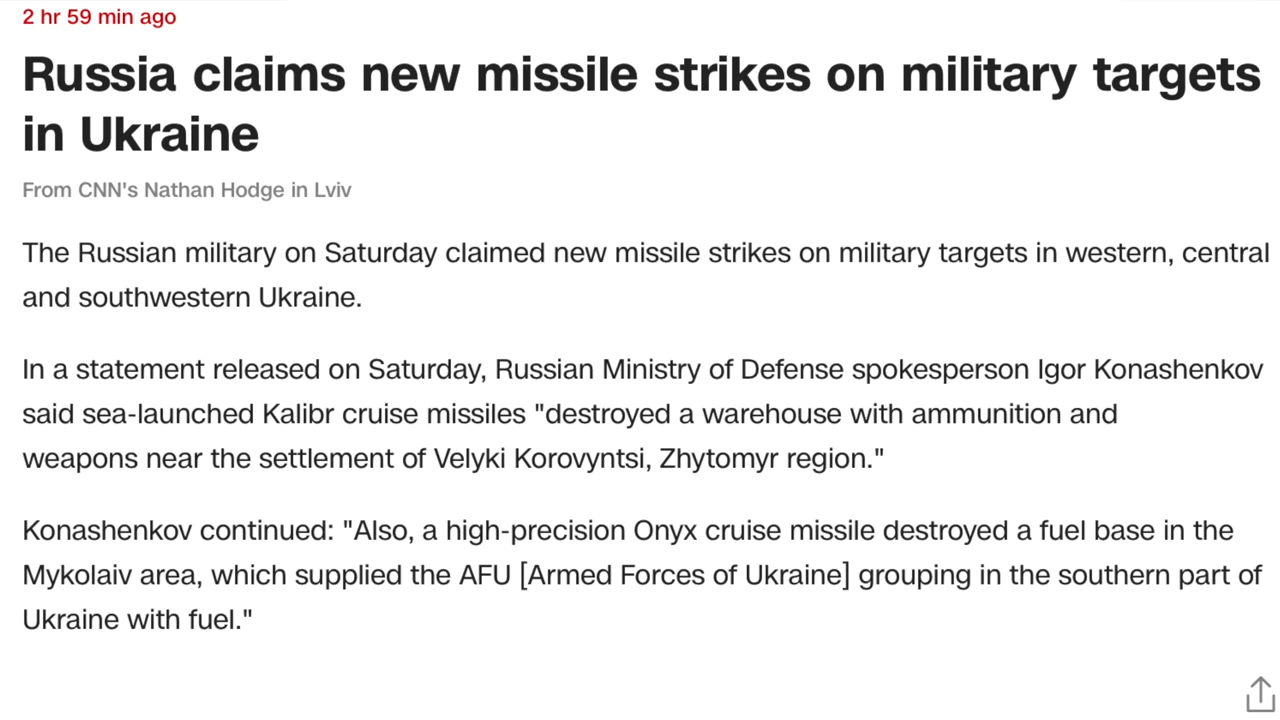 2 hr 59 min ago
Russia claims new missile strikes on military targets
in Ukraine
From CNN's Nathan Hodge in Lviv
The Russian military on Saturday claimed new missile strikes on military targets in western, central
and southwestern Ukraine.
In a statement released on Saturday, Russian Ministry of Defense spokesperson Igor Konashenkov
said sea-launched Kalibr cruise missiles "destroyed a warehouse with ammunition and
weapons near the settlement of Velyki Korovyntsi, Zhytomyr region."
Konashenkov continued: "Also, a high-precision Onyx cruise missile destroyed a fuel base in the
Mykolaiv area, which supplied the AFU [Armed Forces of Ukraine] grouping in the southern part of
Ukraine with fuel."